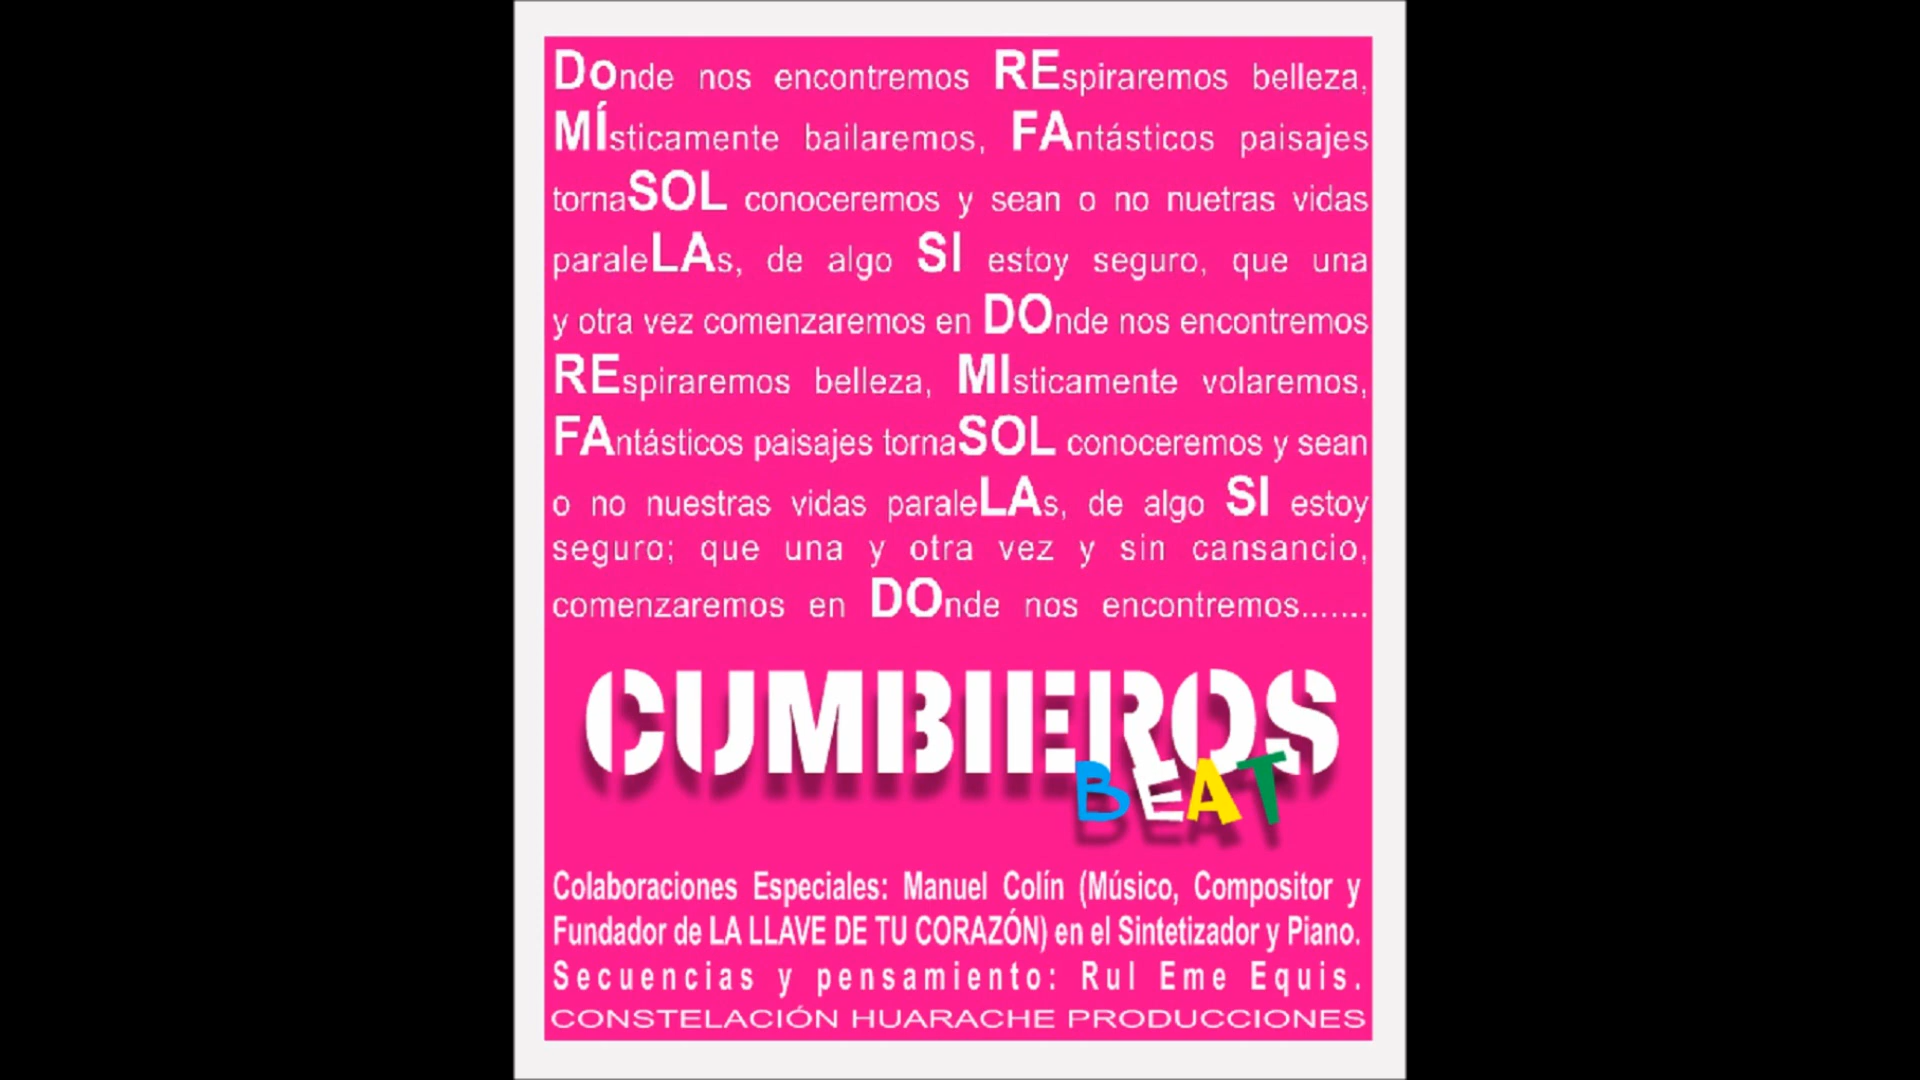 Donde nos encontremos REspiraremos belleza,
MÍsticamente bailaremos, FAntásticos paisajes
tornaSOL conoceremos y sean o no nuetras vidas
paraleLAs, de algo SI estoy seguro, que una
y otra vez comenzaremos en DOnde nos encontremos
REspiraremos belleza, MIsticamente volaremos,
FAntásticos paisajes tornaSOL conoceremos y sean
o no nuestras vidas paraleLAs, de algo SI estoy
seguro; que una y otra vez y sin cansancio,
comenzaremos en DOnde nos encontremos.......
CUMBIEROS
BEAT
Colaboraciones Especiales: Manuel Colín (Músico, Compositor y
Fundador de LA LLAVE DE TU CORAZÓN) en el Sintetizador y Piano.
Secuencias y pensamiento: Rul Eme Equis.
CONSTELACIÓN HUARACHE PRODUCCIONES